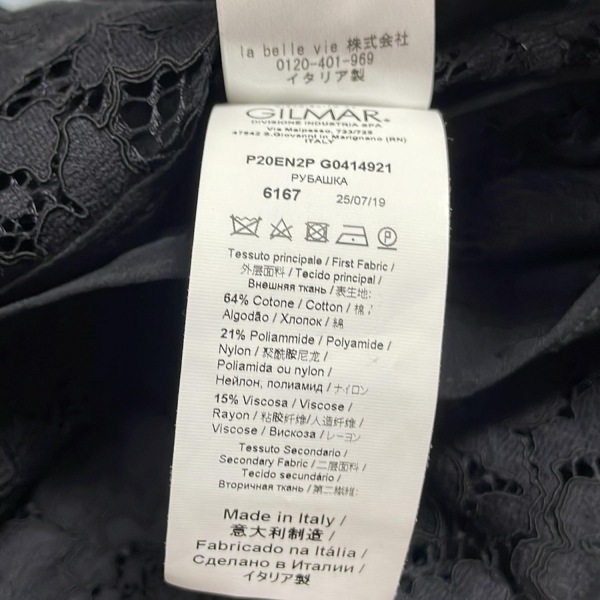 la belle vie 株式会社
0120-401-969
イタリア製
GILMAR®
DIVISIONE INDUSTRIA SPA
Via Malpasso, 723/725
47842 S.Giovanni in Marignano (RN)
ITALY
P20EN2P G0414921
РУБАШКА
6167 25/07/19
P
Tessuto principale / First Fabric /
外层面料 / Tecido principal /
Внешняя ткань / 表生地:
64% Cotone / Cotton / 棉 /
Algodão / Хлопок / 綿
21% Poliammide / Polyamide /
Nylon / 聚酰胺尼龙 /
Poliamida ou nylon /
Нейлон, полиамид / ナイロン
15% Viscosa / Viscose /
Rayon / 粘胶纤维/人造纤维 /
Viscose / Вискоза / レーヨン
Tessuto Secondario /
Secondary Fabric / 二层面料 /
Tecido secundário /
Вторичная ткань / 第二繊維:
Made in Italy /
意大利制造 /
Fabricado na Itália /
Сделано в Италии /
イタリア製